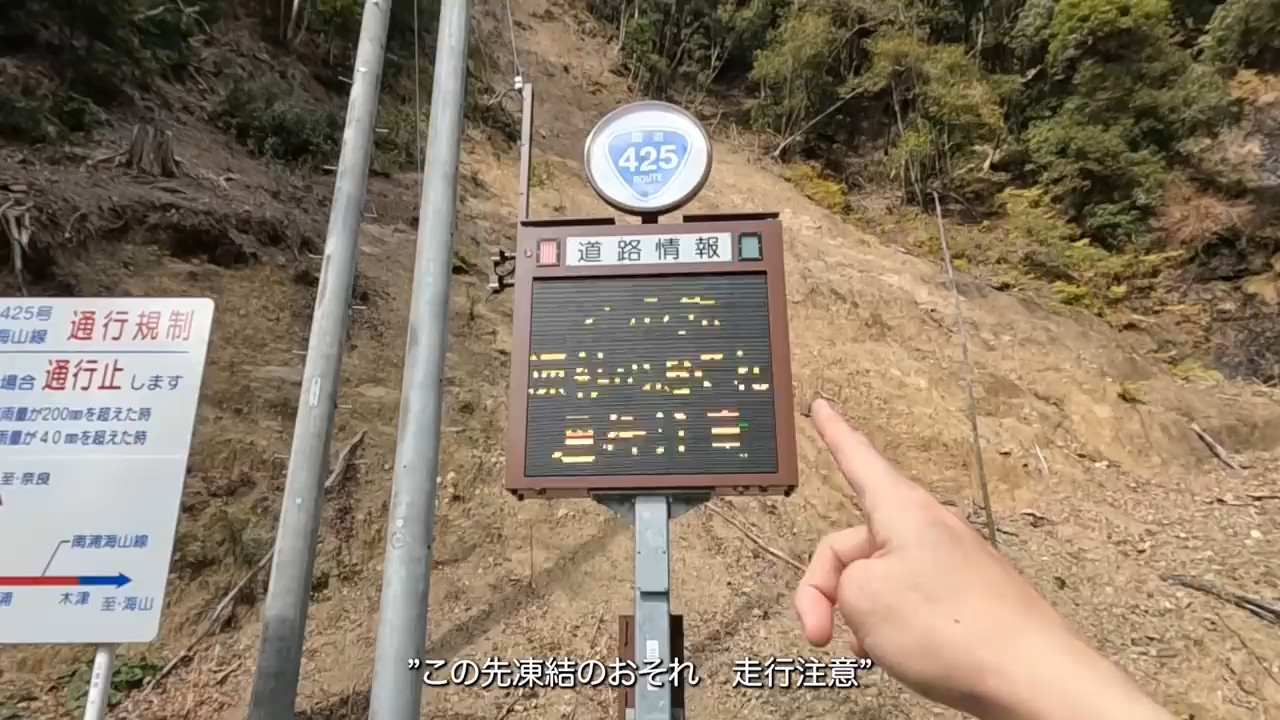 国道
425
ROUTE
道路情報
425号
海山線
通行規制
場合 通行止 します
雨量が200㎜を超えた時
雨量が40㎜を超えた時
至・奈良
南浦海山線
浦
木津
至・海山
”この先凍結のおそれ　走行注意”